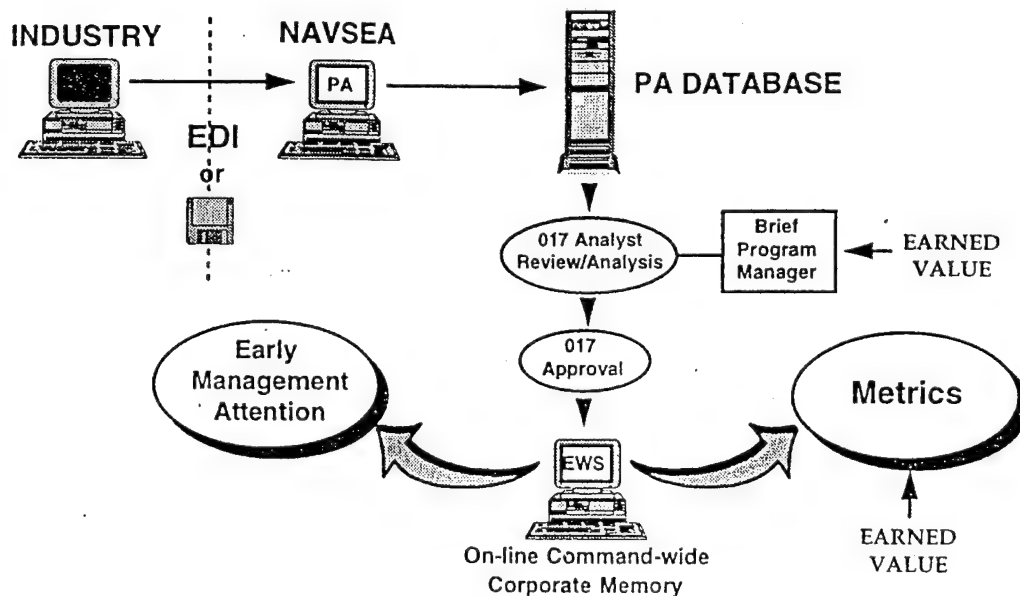 INDUSTRY
NAVSEA
PA
PA DATABASE
EDI
or
017 Analyst
Review/Analysis
Brief
Program
Manager
EARNED
VALUE
017
Approval
Early
Management
Attention
Metrics
EWS
On-line Command-wide
Corporate Memory
EARNED
VALUE